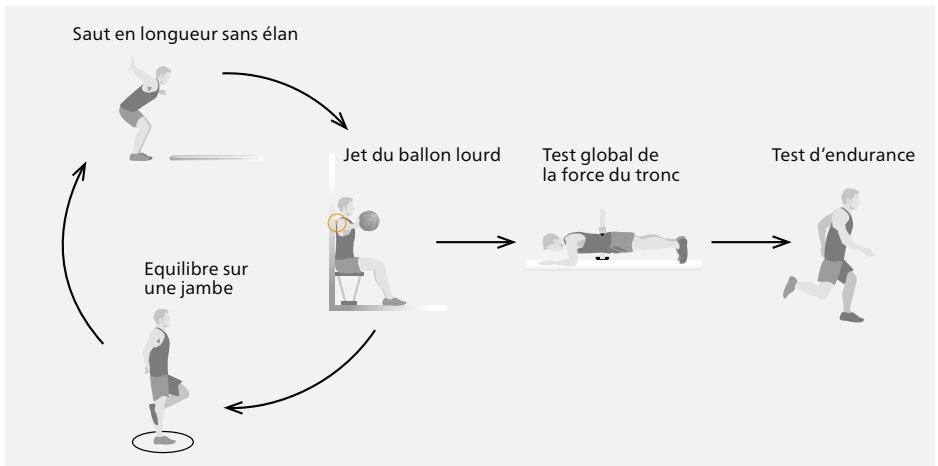 Saut en longueur sans élan
Jet du ballon lourd
Test global de
la force du tronc
Test d'endurance
Equilibre sur
une jambe